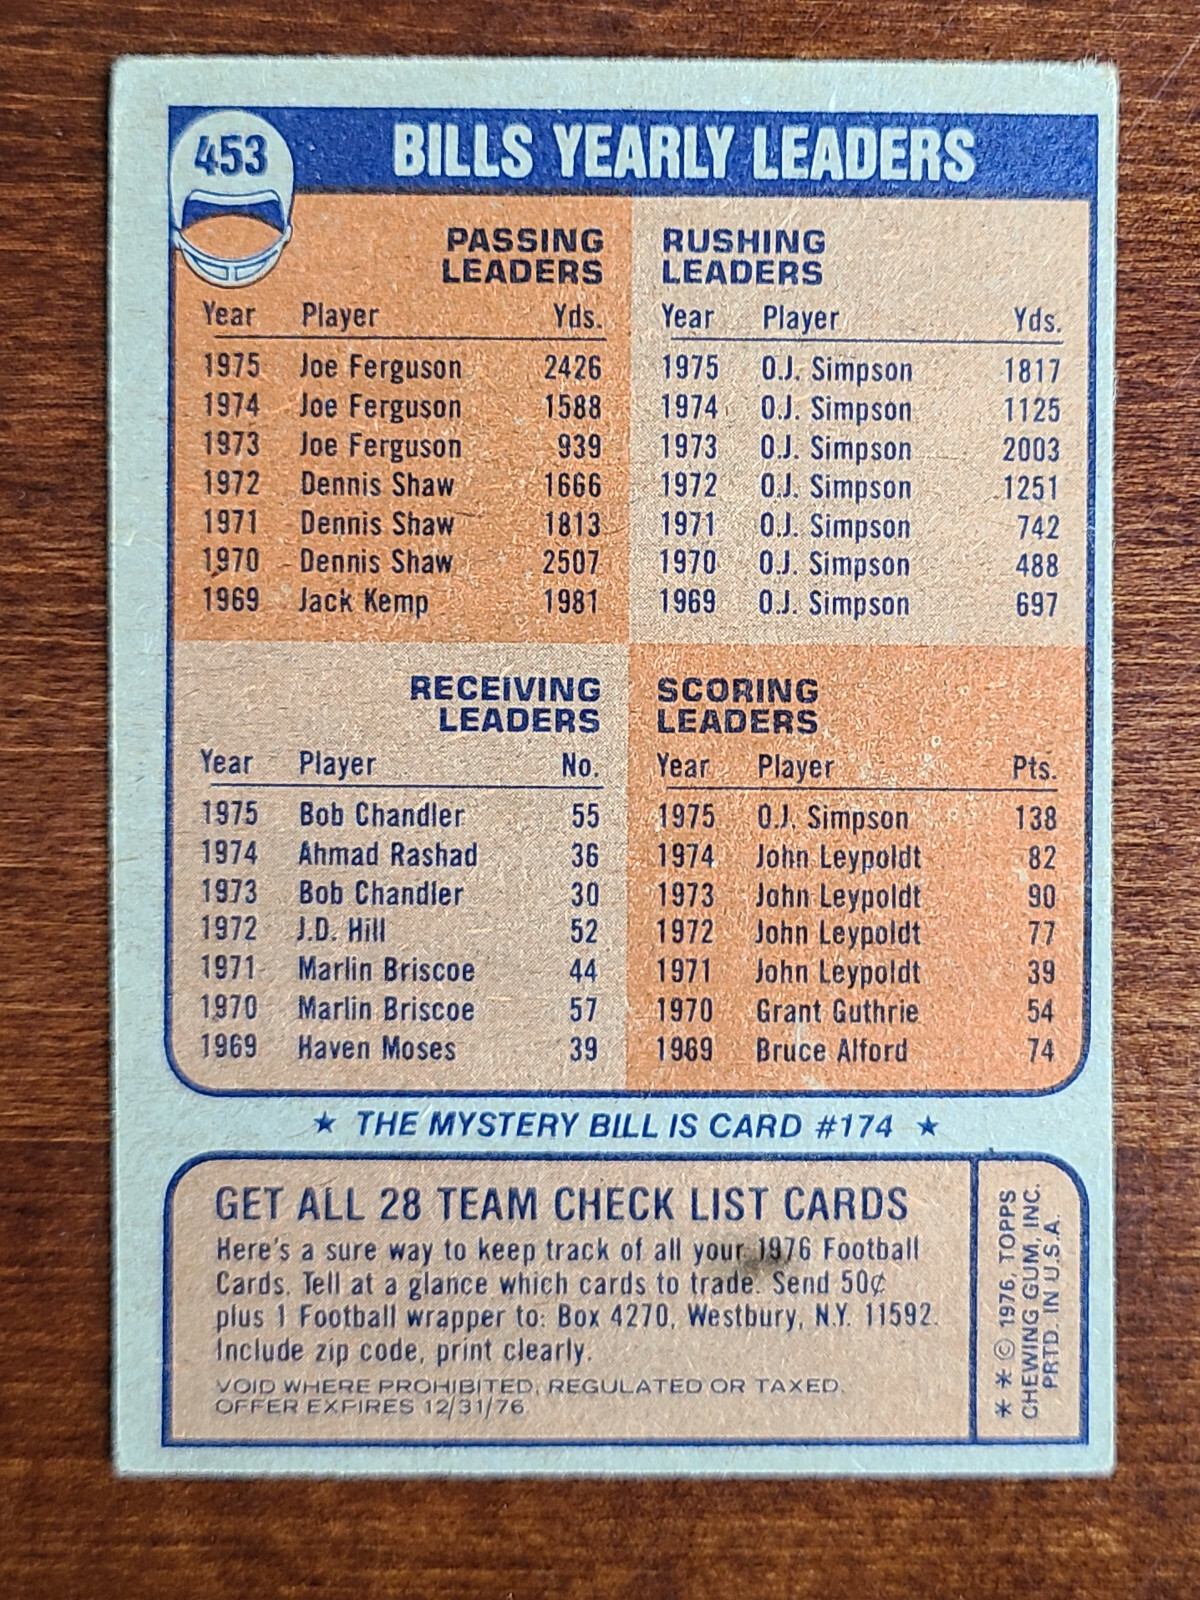 453
BILLS YEARLY LEADERS
PASSING
LEADERS
Year Player Yds.
1975 Joe Ferguson 2426
1974 Joe Ferguson 1588
1973 Joe Ferguson 939
1972 Dennis Shaw 1666
1971 Dennis Shaw 1813
1970 Dennis Shaw 2507
1969 Jack Kemp 1981
RUSHING
LEADERS
Year Player Yds.
1975 O.J. Simpson 1817
1974 O.J. Simpson 1125
1973 O.J. Simpson 2003
1972 O.J. Simpson 1251
1971 O.J. Simpson 742
1970 O.J. Simpson 488
1969 O.J. Simpson 697
RECEIVING
LEADERS
Year Player No.
1975 Bob Chandler 55
1974 Ahmad Rashad 36
1973 Bob Chandler 30
1972 J.D. Hill 52
1971 Marlin Briscoe 44
1970 Marlin Briscoe 57
1969 Haven Moses 39
SCORING
LEADERS
Year Player Pts.
1975 O.J. Simpson 138
1974 John Leypoldt 82
1973 John Leypoldt 90
1972 John Leypoldt 77
1971 John Leypoldt 39
1970 Grant Guthrie 54
1969 Bruce Alford 74
★ THE MYSTERY BILL IS CARD #174 ★
GET ALL 28 TEAM CHECK LIST CARDS
Here's a sure way to keep track of all your 1976 Football
Cards. Tell at a glance which cards to trade. Send 50¢
plus 1 Football wrapper to: Box 4270, Westbury, N.Y. 11592.
Include zip code, print clearly.
VOID WHERE PROHIBITED, REGULATED OR TAXED.
OFFER EXPIRES 12/31/76.
* * © 1976, TOPPS
CHEWING GUM, INC.
PRTD. IN U.S.A.